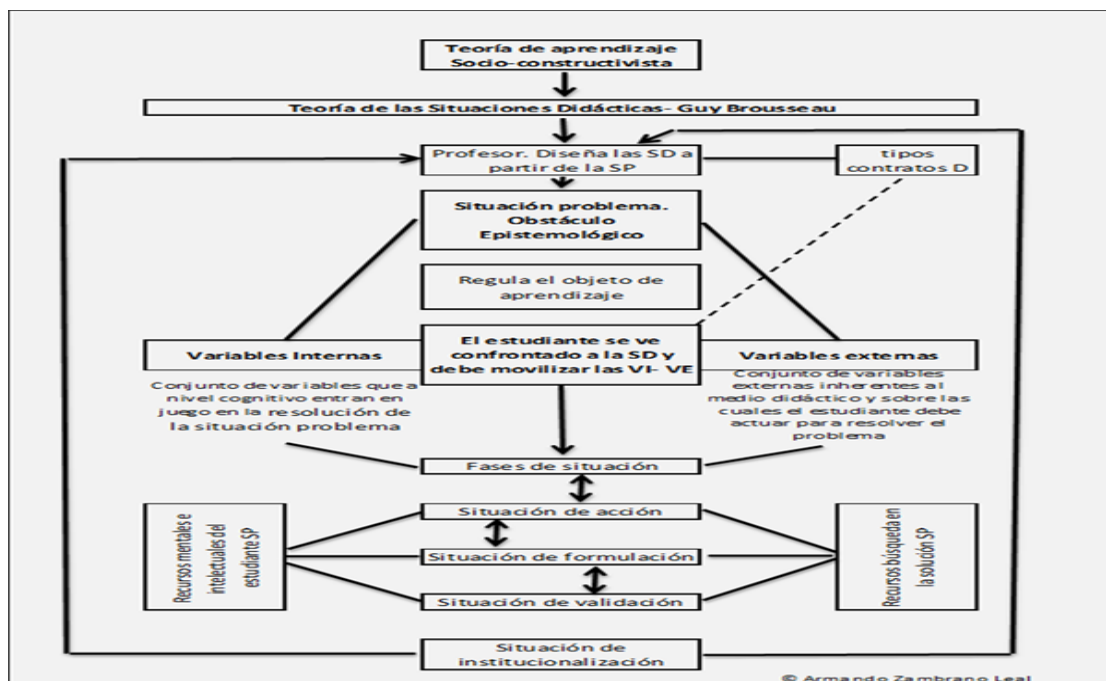 Teoría de aprendizaje
Socio-constructivista
Teoría de las Situaciones Didácticas- Guy Brousseau
Profesor. Diseña las SD a
partir de la SP
tipos
contratos D
Situación problema.
Obstáculo
Epistemológico
Regula el objeto de
aprendizaje
El estudiante se ve
confrontado a la SD y
debe movilizar las VI- VE
Variables Internas
Conjunto de variables que a
nivel cognitivo entran en
juego en la resolución de
la situación problema
Variables externas
Conjunto de variables
externas inherentes al
medio didáctico y sobre las
cuales el estudiante debe
actuar para resolver el
problema
Fases de situación
Situación de acción
Situación de formulación
Situación de validación
Recursos mentales e
intelectuales del
estudiante SP
Recursos búsqueda en
la solución SP
Situación de
institucionalización
© Armando Zambrano Leal